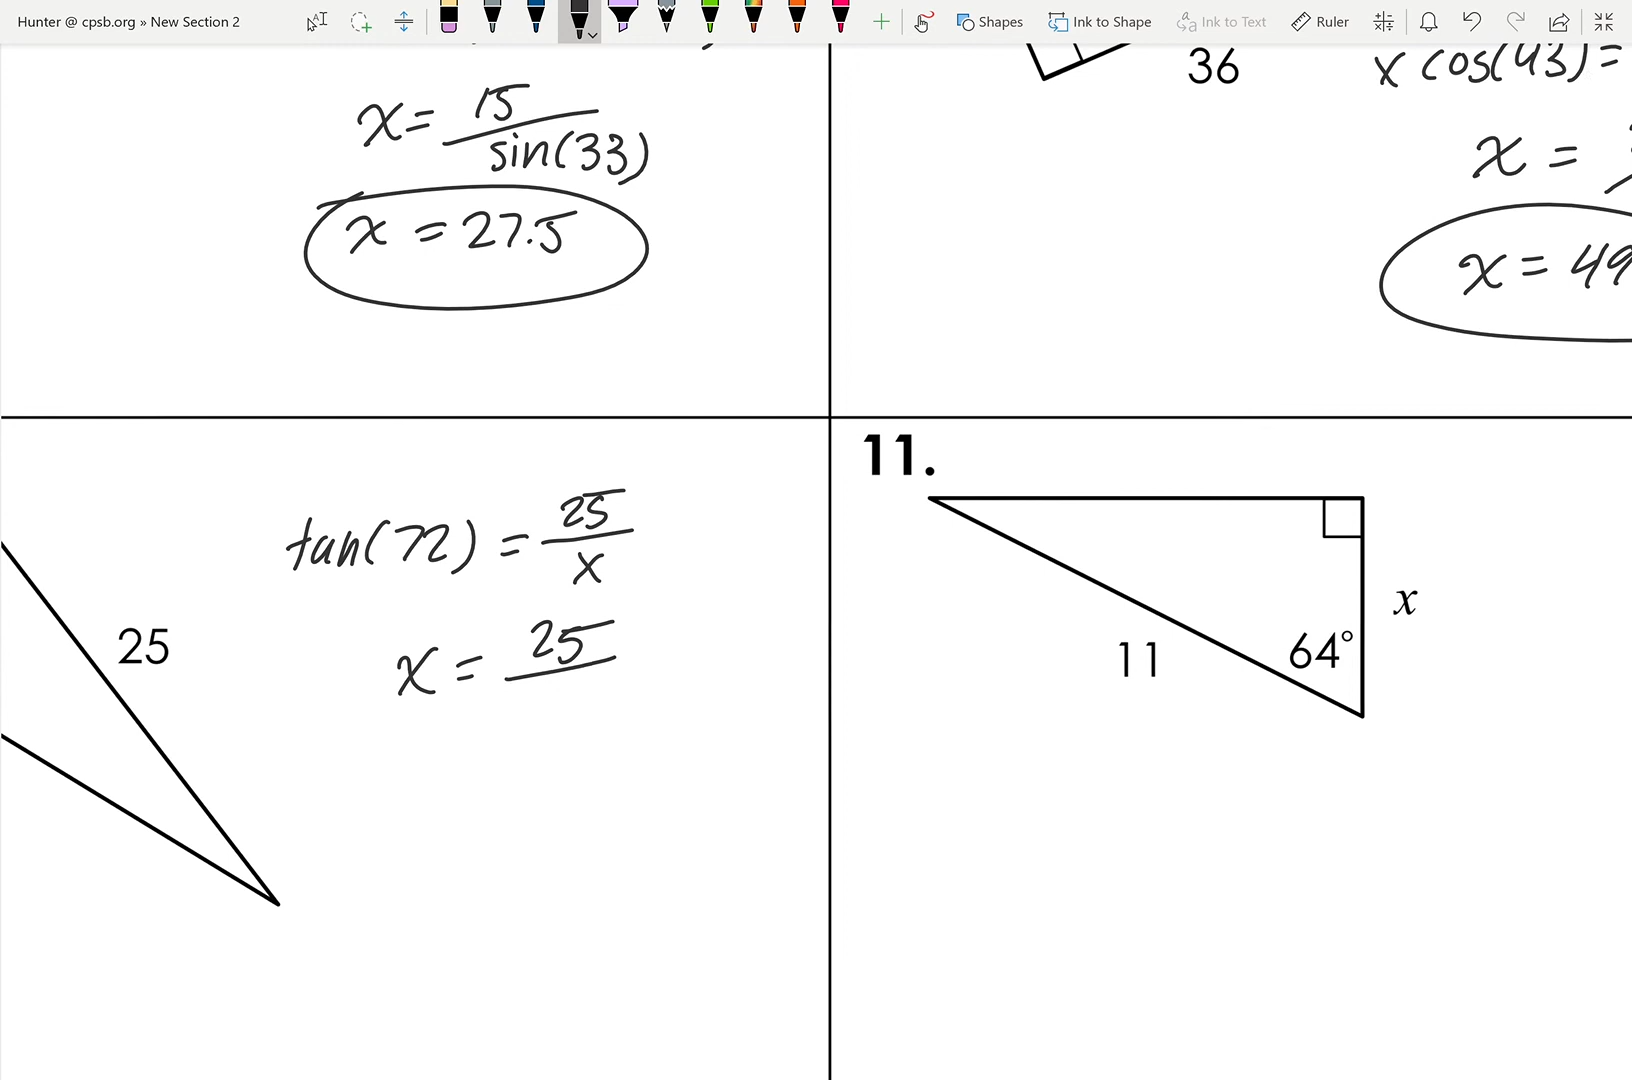 Hunter @ cpsb.org » New Section 2
Shapes
Ink to Shape
Ink to Text
Ruler
x = 15 / sin(33)
x = 27.5
36
x cos(43) =
x =
x = 49
tan(72) = 25 / x
x = 25
25
11.
x
11
64°